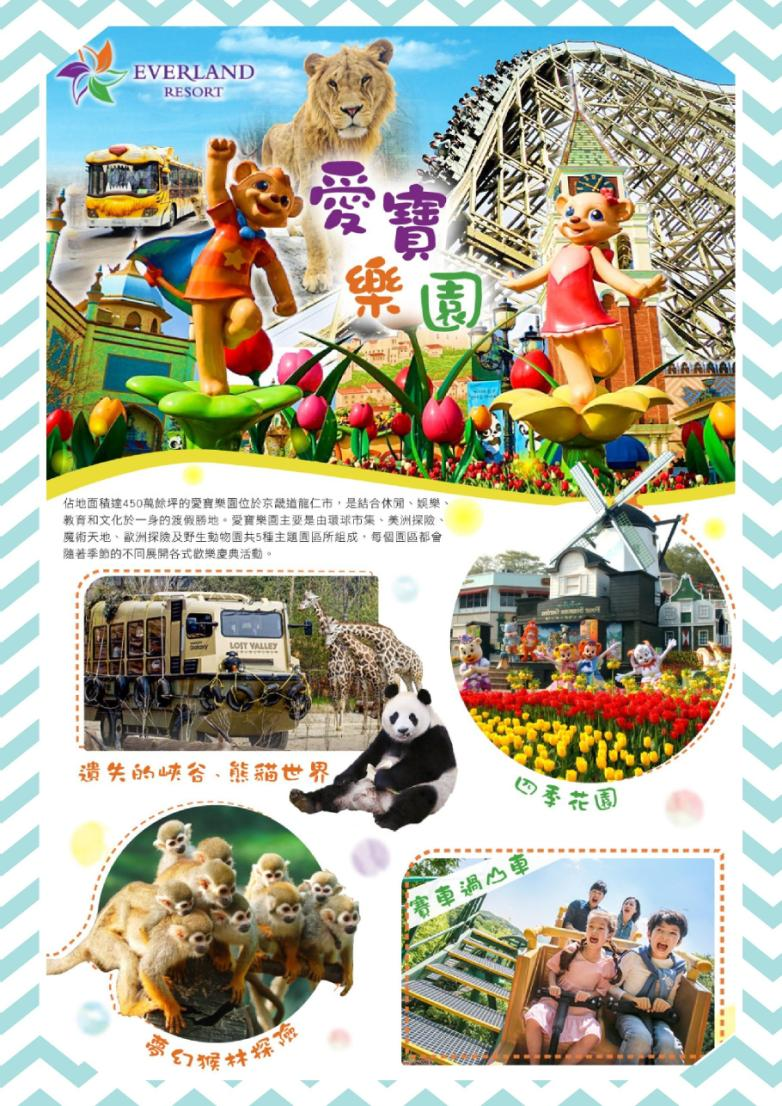 EVERLAND
RESORT
愛寶
樂園
佔地面積達450萬餘坪的愛寶樂園位於京畿道龍仁市，是結合休閒、娛樂、
教育和文化於一身的渡假勝地。愛寶樂園主要是由環球市集、美洲探險、
魔術天地、歐洲探險及野生動物園共5種主題園區所組成，每個園區都會
隨著季節的不同展開各式歡樂慶典活動。
LOST VALLEY
遺失的峽谷、熊貓世界
四季花園
夢幻猴林探險
賽車過山車